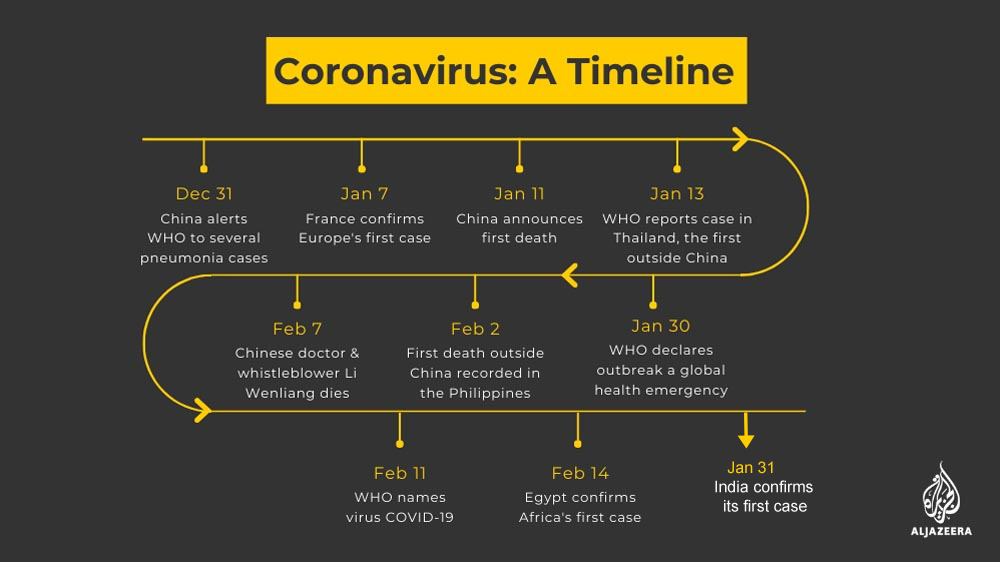 Coronavirus: A Timeline
Dec 31
China alerts
WHO to several
pneumonia cases
Jan 7
France confirms
Europe's first case
Jan 11
China announces
first death
Jan 13
WHO reports case in
Thailand, the first
outside China
Jan 30
WHO declares
outbreak a global
health emergency
Feb 2
First death outside
China recorded in
the Philippines
Feb 7
Chinese doctor &
whistleblower Li
Wenliang dies
Feb 11
WHO names
virus COVID-19
Feb 14
Egypt confirms
Africa's first case
Jan 31
India confirms
its first case
ALJAZEERA